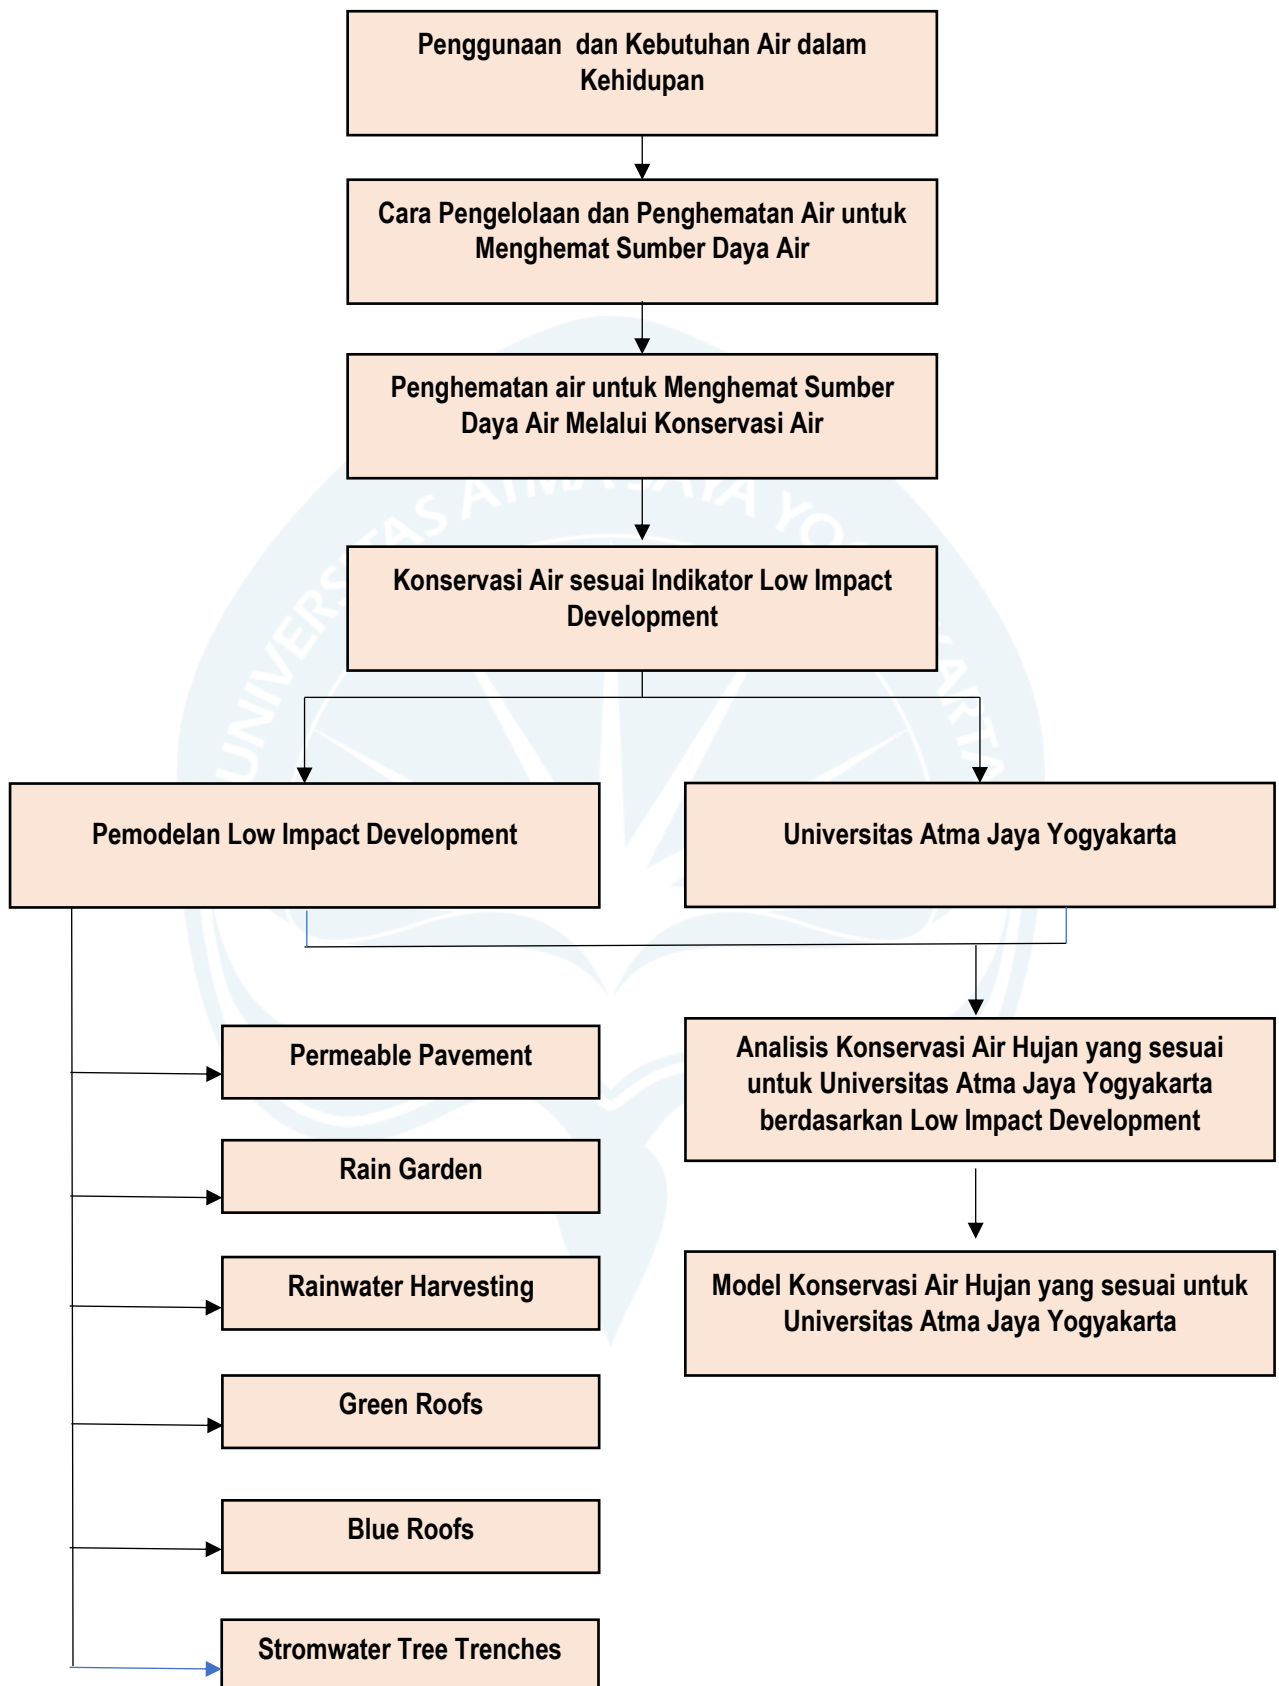 Penggunaan dan Kebutuhan Air dalam
Kehidupan
Cara Pengelolaan dan Penghematan Air untuk
Menghemat Sumber Daya Air
Penghematan air untuk Menghemat Sumber
Daya Air Melalui Konservasi Air
Konservasi Air sesuai Indikator Low Impact
Development
Pemodelan Low Impact Development
Universitas Atma Jaya Yogyakarta
Permeable Pavement
Rain Garden
Rainwater Harvesting
Green Roofs
Blue Roofs
Stromwater Tree Trenches
Analisis Konservasi Air Hujan yang sesuai
untuk Universitas Atma Jaya Yogyakarta
berdasarkan Low Impact Development
Model Konservasi Air Hujan yang sesuai untuk
Universitas Atma Jaya Yogyakarta